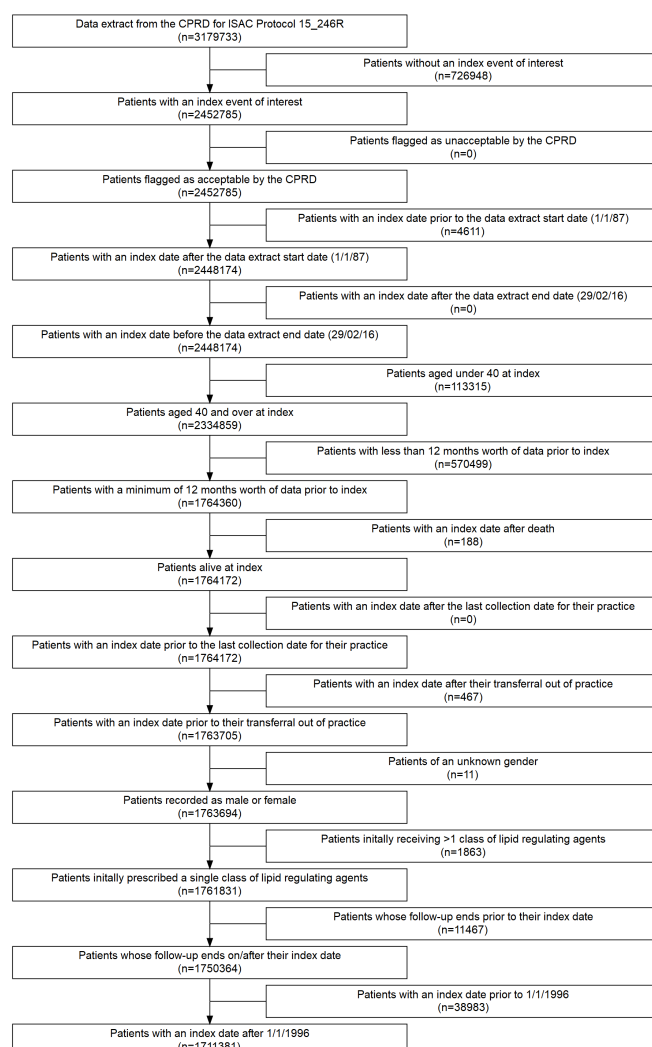 Data extract from the CPRD for ISAC Protocol 15_246R
(n=3179733)
Patients without an index event of interest
(n=726948)
Patients with an index event of interest
(n=2452785)
Patients flagged as unacceptable by the CPRD
(n=0)
Patients flagged as acceptable by the CPRD
(n=2452785)
Patients with an index date prior to the data extract start date (1/1/87)
(n=4611)
Patients with an index date after the data extract start date (1/1/87)
(n=2448174)
Patients with an index date after the data extract end date (29/02/16)
(n=0)
Patients with an index date before the data extract end date (29/02/16)
(n=2448174)
Patients aged under 40 at index
(n=113315)
Patients aged 40 and over at index
(n=2334859)
Patients with less than 12 months worth of data prior to index
(n=570499)
Patients with a minimum of 12 months worth of data prior to index
(n=1764360)
Patients with an index date after death
(n=188)
Patients alive at index
(n=1764172)
Patients with an index date after the last collection date for their practice
(n=0)
Patients with an index date prior to the last collection date for their practice
(n=1764172)
Patients with an index date after their transferral out of practice
(n=467)
Patients with an index date prior to their transferral out of practice
(n=1763705)
Patients of an unknown gender
(n=11)
Patients recorded as male or female
(n=1763694)
Patients initally receiving >1 class of lipid regulating agents
(n=1863)
Patients initally prescribed a single class of lipid regulating agents
(n=1761831)
Patients whose follow-up ends prior to their index date
(n=11467)
Patients whose follow-up ends on/after their index date
(n=1750364)
Patients with an index date prior to 1/1/1996
(n=38983)
Patients with an index date after 1/1/1996
(n=1711381)